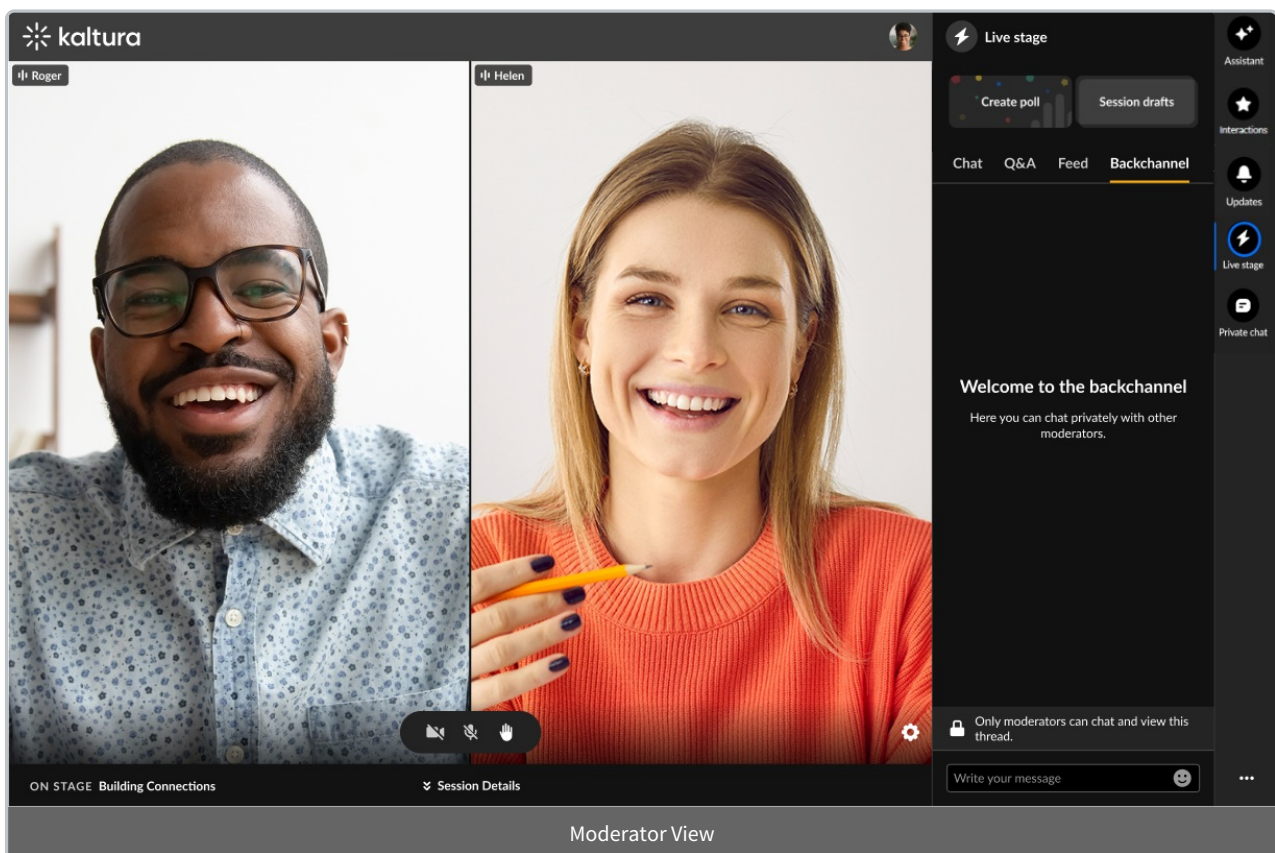 kaltura
Roger
Helen
ON STAGE Building Connections
Session Details
Live stage
Create poll
Session drafts
Chat Q&A Feed Backchannel
Welcome to the backchannel
Here you can chat privately with other
moderators.
Only moderators can chat and view this
thread.
Write your message
Assistant
Interactions
Updates
Live stage
Private chat
Moderator View